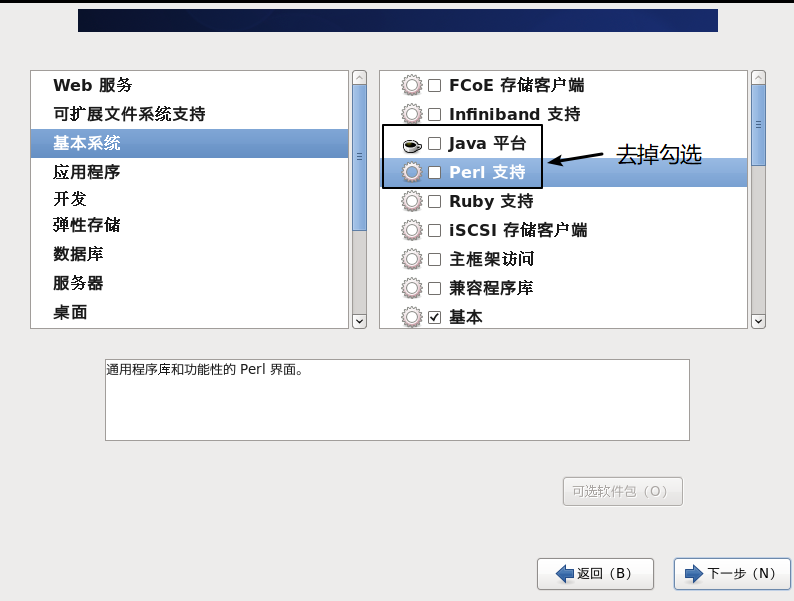 Web 服务
可扩展文件系统支持
基本系统
应用程序
开发
弹性存储
数据库
服务器
桌面
FCoE 存储客户端
Infiniband 支持
Java 平台
Perl 支持
Ruby 支持
iSCSI 存储客户端
主框架访问
兼容程序库
基本
去掉勾选
通用程序库和功能性的 Perl 界面。
可选软件包（O）
返回（B）
下一步（N）